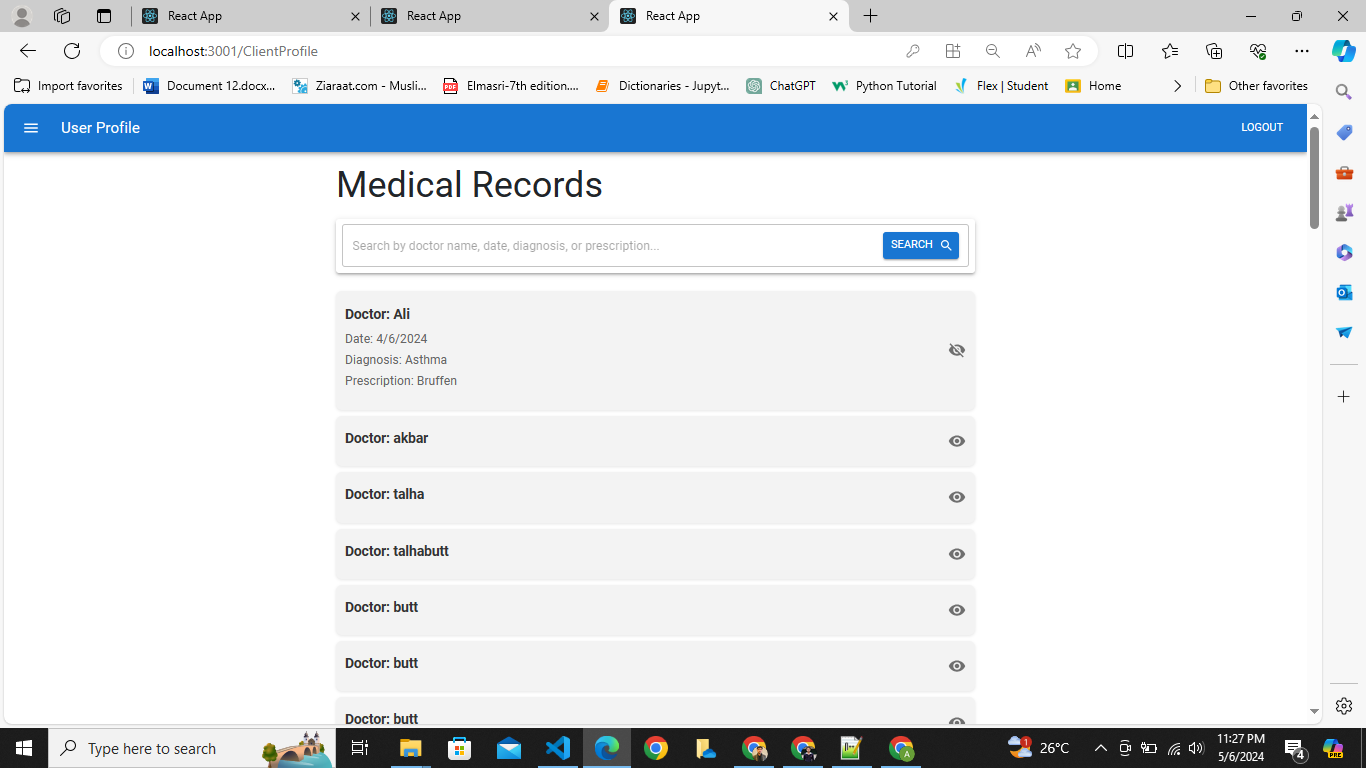 React App
React App
React App
localhost:3001/ClientProfile
Import favorites
Document 12.docx...
Ziaraat.com - Musli...
Elmasri-7th edition....
Dictionaries - Jupyt...
ChatGPT
Python Tutorial
Flex | Student
Home
Other favorites
User Profile
LOGOUT
Medical Records
Search by doctor name, date, diagnosis, or prescription...
SEARCH
Doctor: Ali
Date: 4/6/2024
Diagnosis: Asthma
Prescription: Bruffen
Doctor: akbar
Doctor: talha
Doctor: talhabutt
Doctor: butt
Doctor: butt
Doctor: butt
Type here to search
1
26°C
11:27 PM
5/6/2024
4
PRE